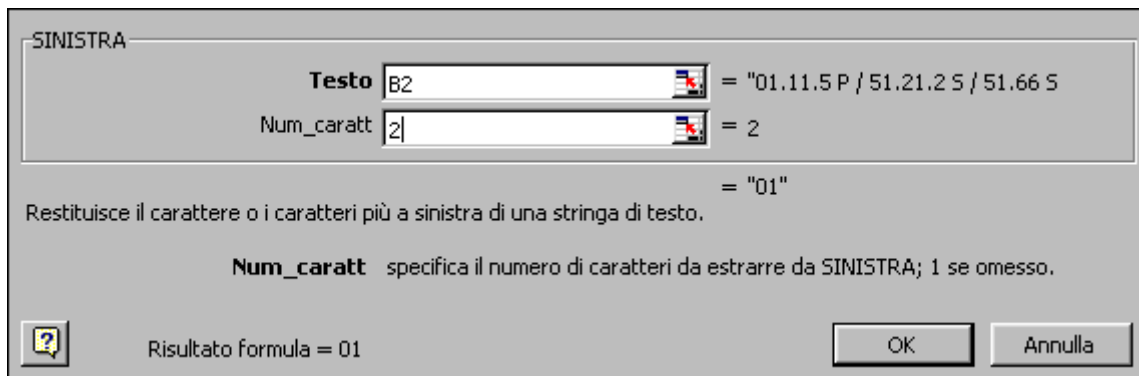 SINISTRA
Testo B2 = "01.11.5 P / 51.21.2 S / 51.66 S
Num_caratt 2 = 2
= "01"
Restituisce il carattere o i caratteri più a sinistra di una stringa di testo.
Num_caratt specifica il numero di caratteri da estrarre da SINISTRA; 1 se omesso.
Risultato formula = 01 OK Annulla